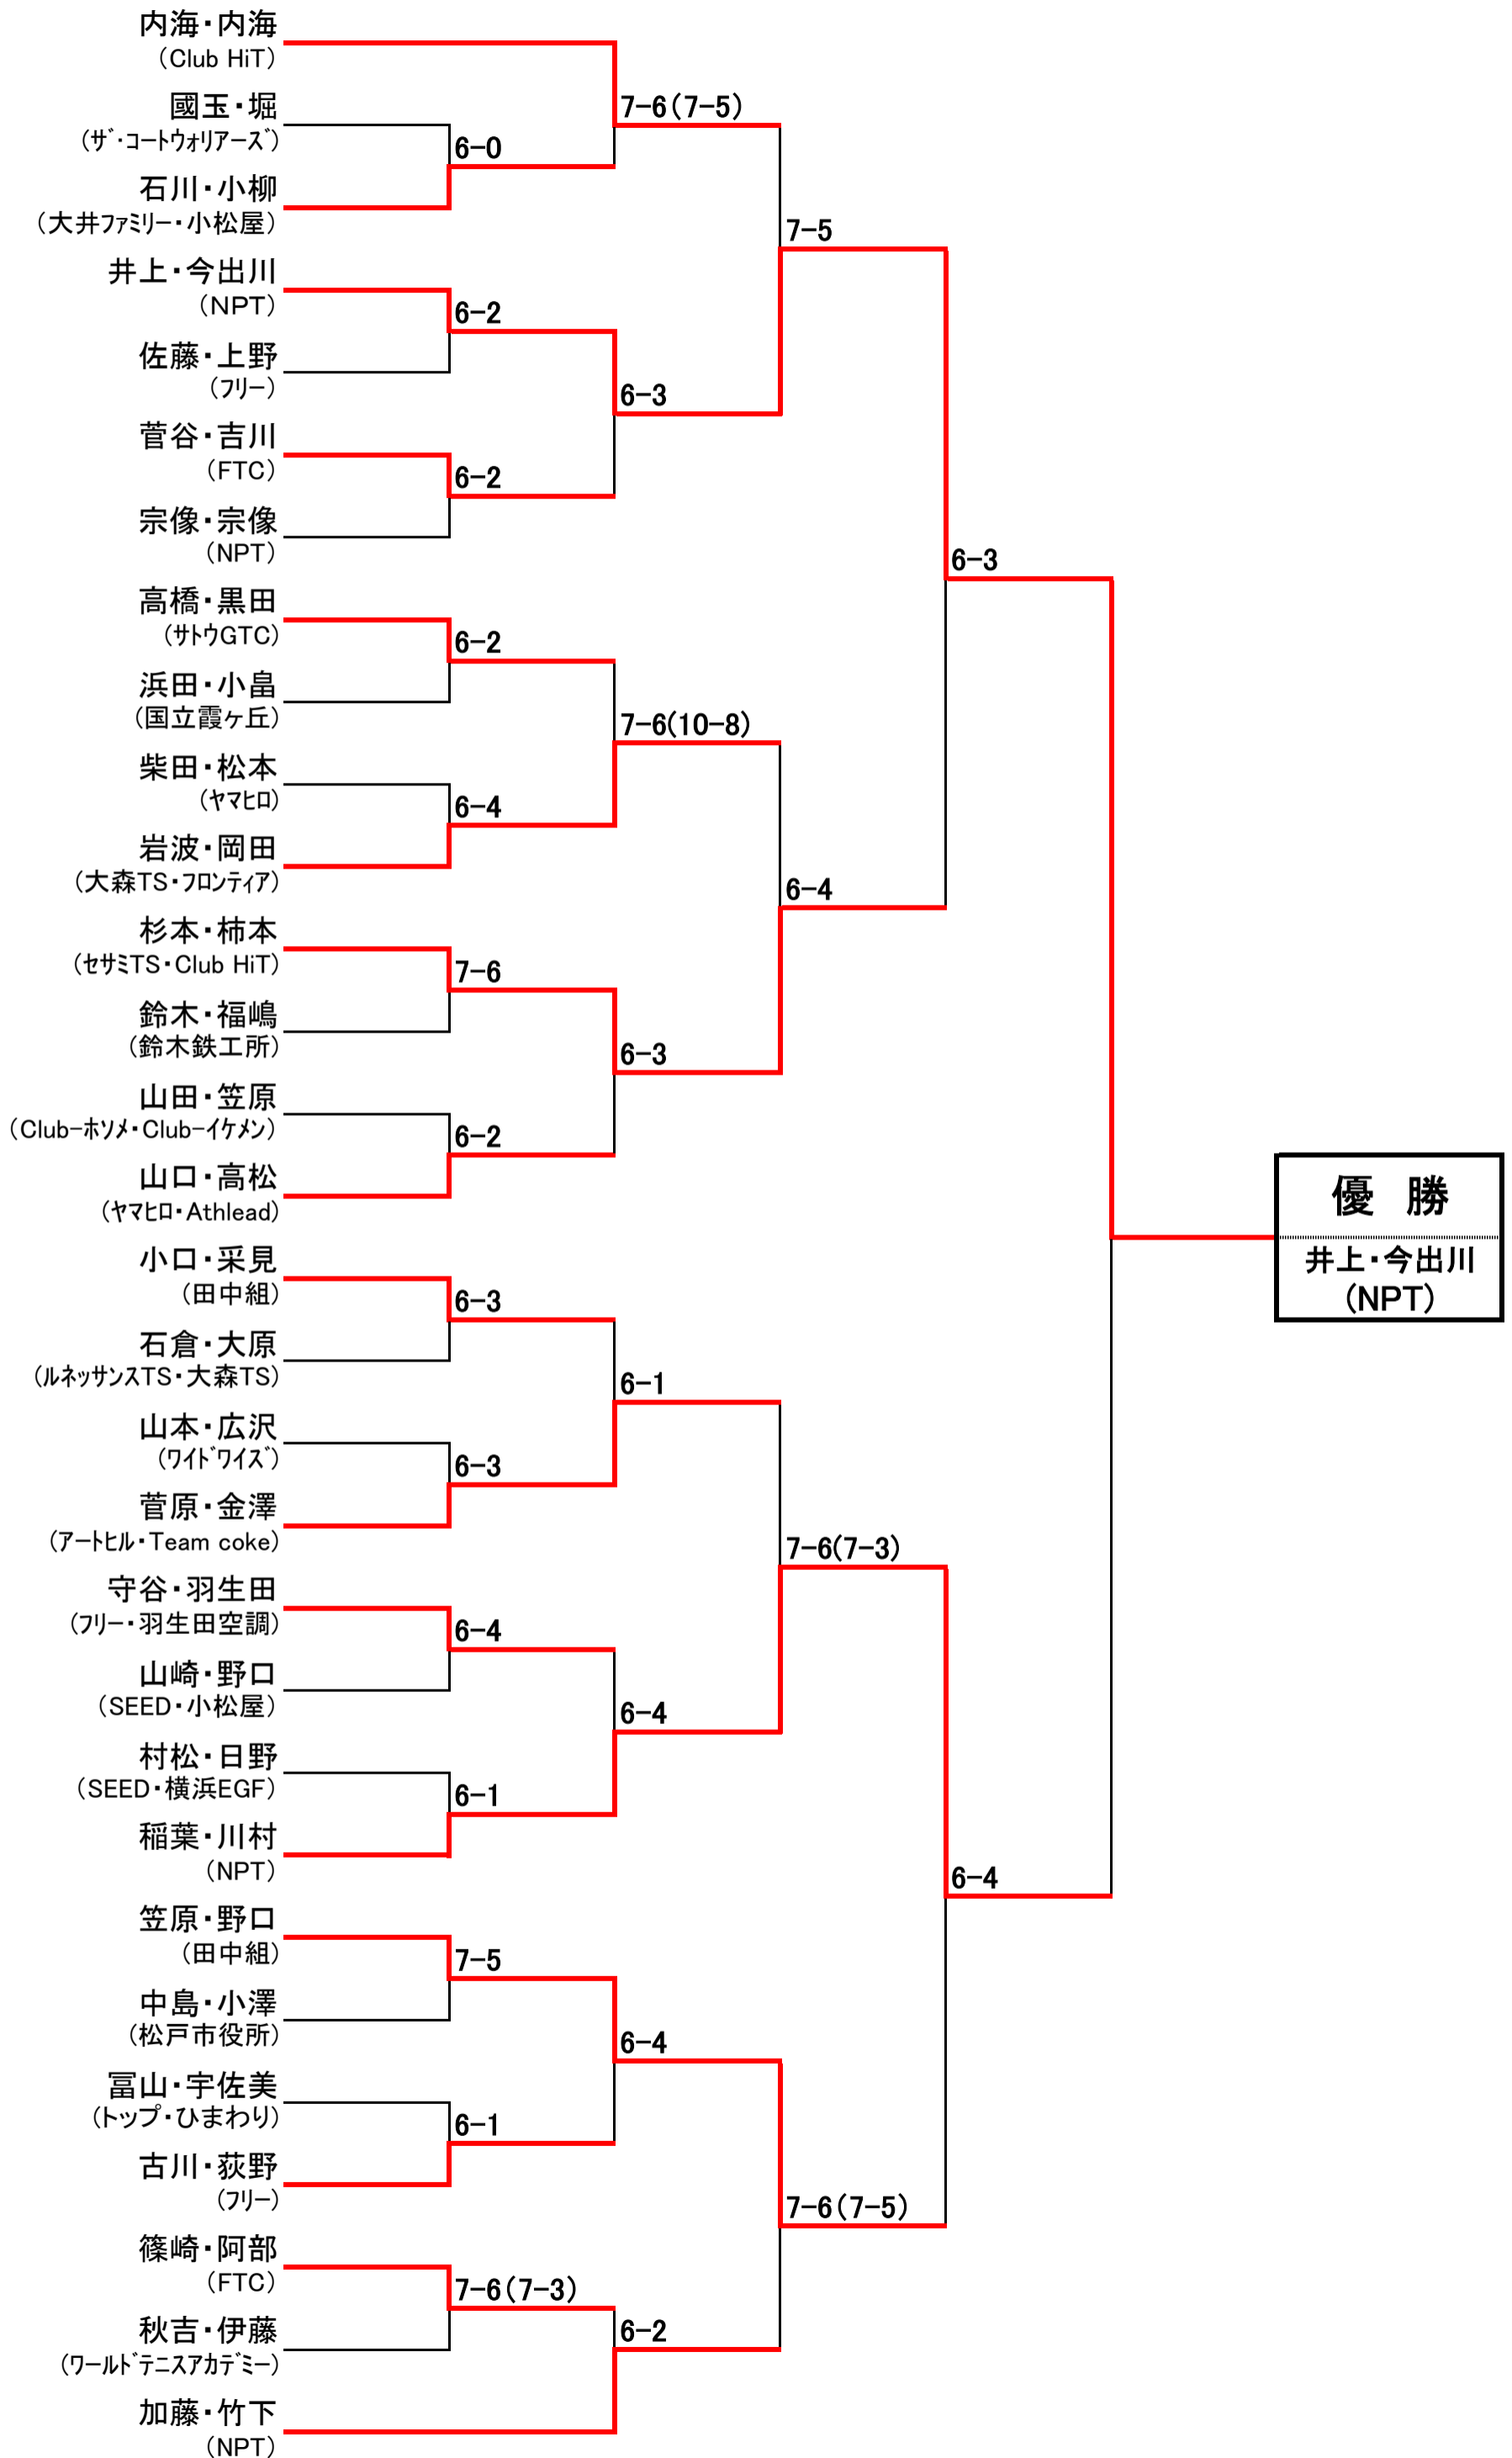 内海・内海
(Club HiT)
7-6(7-5)
國玉・堀
(ｻﾞ・コートウォリアーズ)
6-0
石川・小柳
(大井ファミリー・小松屋)
7-5
井上・今出川
(NPT)
6-2
佐藤・上野
(フリー)
6-3
菅谷・吉川
(FTC)
6-2
宗像・宗像
(NPT)
6-3
高橋・黒田
(サトウGTC)
6-2
浜田・小畠
(国立霞ヶ丘)
7-6(10-8)
柴田・松本
(ヤマヒロ)
6-4
岩波・岡田
(大森TS・フロンティア)
6-4
杉本・柿本
(セサミTS・Club HiT)
7-6
鈴木・福嶋
(鈴木鉄工所)
6-3
山田・笠原
(Club-ホソメ・Club-イケメン)
6-2
山口・高松
(ヤマヒロ・Athlead)
優　勝
井上・今出川
(NPT)
小口・采見
(田中組)
6-3
石倉・大原
(ルネッサンスTS・大森TS)
6-1
山本・広沢
(ワイドワイズ)
6-3
菅原・金澤
(アートヒル・Team coke)
7-6(7-3)
守谷・羽生田
(フリー・羽生田空調)
6-4
山崎・野口
(SEED・小松屋)
6-4
村松・日野
(SEED・横浜EGF)
6-1
稲葉・川村
(NPT)
6-4
笠原・野口
(田中組)
7-5
中島・小澤
(松戸市役所)
6-4
冨山・宇佐美
(トップ・ひまわり)
6-1
古川・荻野
(フリー)
7-6(7-5)
篠崎・阿部
(FTC)
7-6(7-3)
秋吉・伊藤
(ワールドテニスアカデミー)
6-2
加藤・竹下
(NPT)